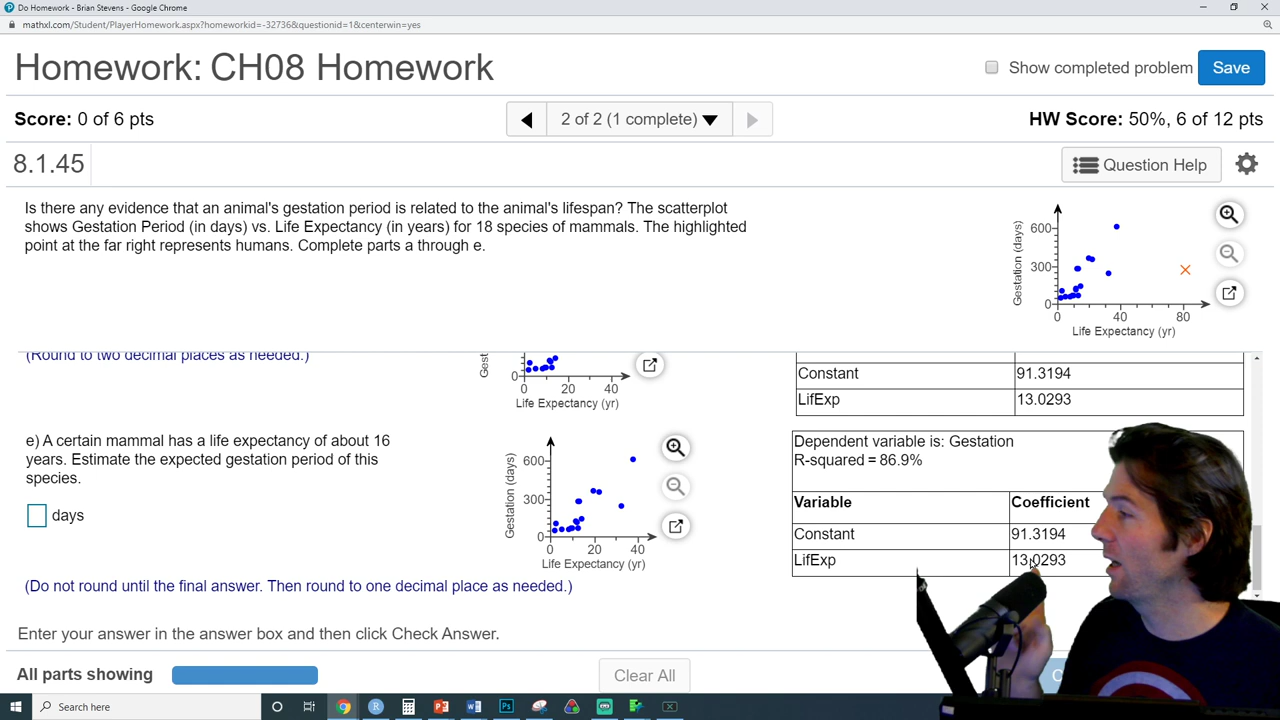 Do Homework - Brian Stevens - Google Chrome
mathxl.com/Student/PlayerHomework.aspx?homeworkid=-32736&questionid=1&centerwin=yes
Homework: CH08 Homework
Show completed problem
Save
Score: 0 of 6 pts
2 of 2 (1 complete)
HW Score: 50%, 6 of 12 pts
8.1.45
Question Help
Is there any evidence that an animal's gestation period is related to the animal's lifespan? The scatterplot
shows Gestation Period (in days) vs. Life Expectancy (in years) for 18 species of mammals. The highlighted
point at the far right represents humans. Complete parts a through e.
Gestation (days)
600
300
0
0 40 80
Life Expectancy (yr)
(Round to two decimal places as needed.)
Gest
0
0 20 40
Life Expectancy (yr)
Constant 91.3194
LifExp 13.0293
e) A certain mammal has a life expectancy of about 16
years. Estimate the expected gestation period of this
species.
days
Gestation (days)
600
300
0
0 20 40
Life Expectancy (yr)
Dependent variable is: Gestation
R-squared = 86.9%
Variable Coefficient
Constant 91.3194
LifExp 13.0293
(Do not round until the final answer. Then round to one decimal place as needed.)
Enter your answer in the answer box and then click Check Answer.
All parts showing
Clear All
Search here